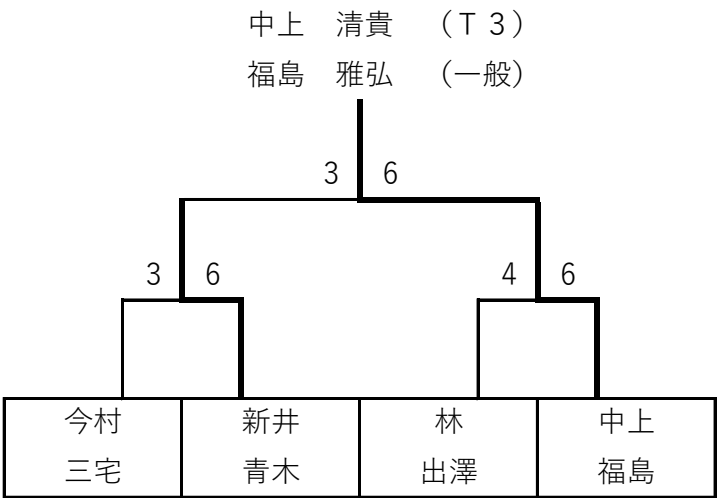 中上　清貴　（Ｔ３）
福島　雅弘　（一般）
3 6
3 6 4 6
今村 新井 林 中上
三宅 青木 出澤 福島